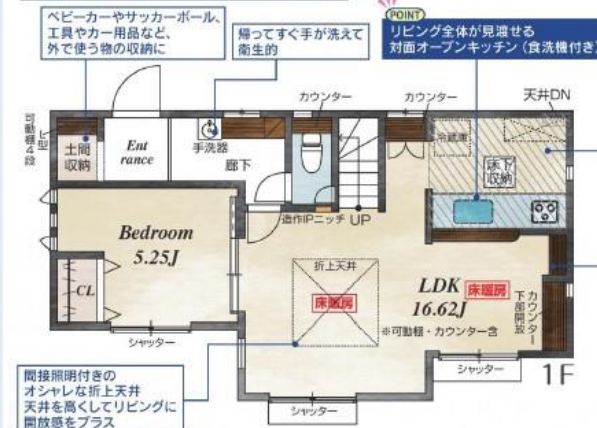 ベビーカーやサッカーボール、
工具やカー用品など、
外で使う物の収納に
帰ってすぐ手が洗えて
衛生的
POINT
リビング全体が見渡せる
対面オープンキッチン(食洗機付き)
カウンター
カウンター
天井DN
可動棚4段
ヒ型
土間
収納
Ent
rance
手洗器
廊下
冷蔵庫
床下
収納
造作IPニッチ
UP
Bedroom
5.25J
CL
折上天井
床暖房
LDK
16.62J
床暖房
※可動棚・カウンター含
カウンター
下部開放
シャッター
シャッター
シャッター
1F
間接照明付きの
オシャレな折上天井
天井を高くしてリビングに
開放感をプラス